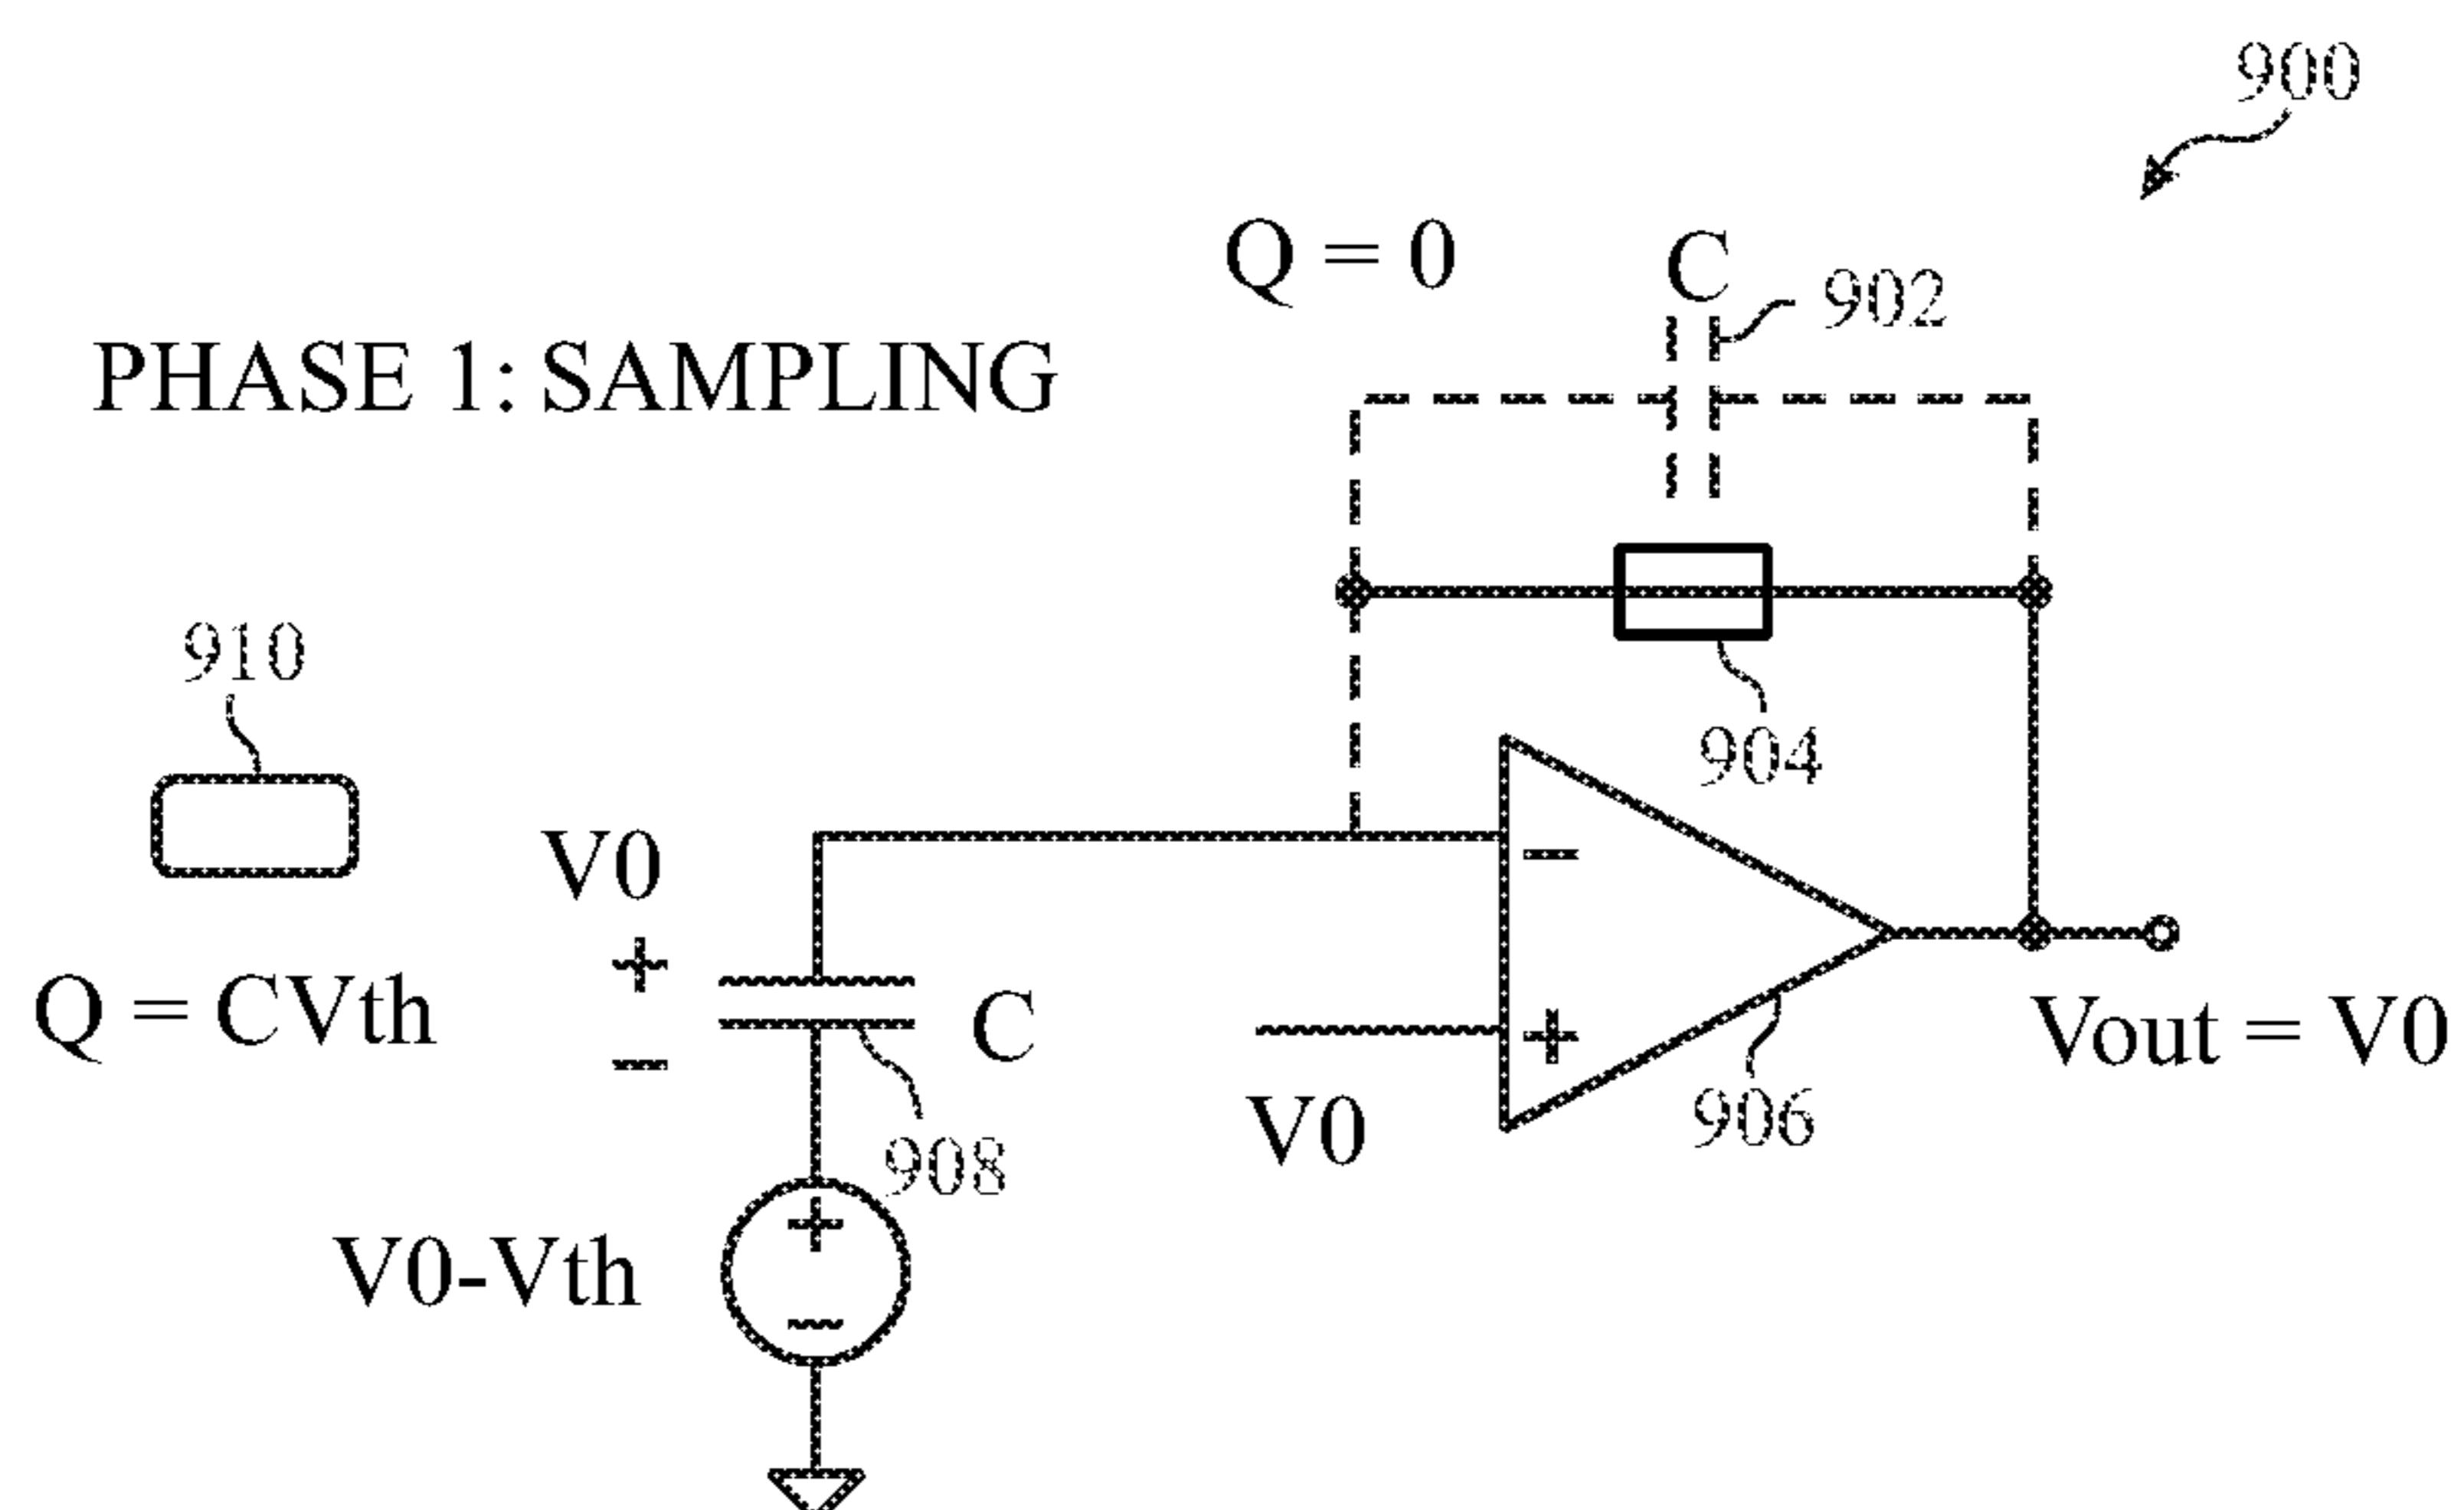 900
Q = 0
C
902
PHASE 1: SAMPLING
910
904
V0
+
−
Q = CVth
+
−
C
V0
906
Vout = V0
908
V0-Vth
+
−